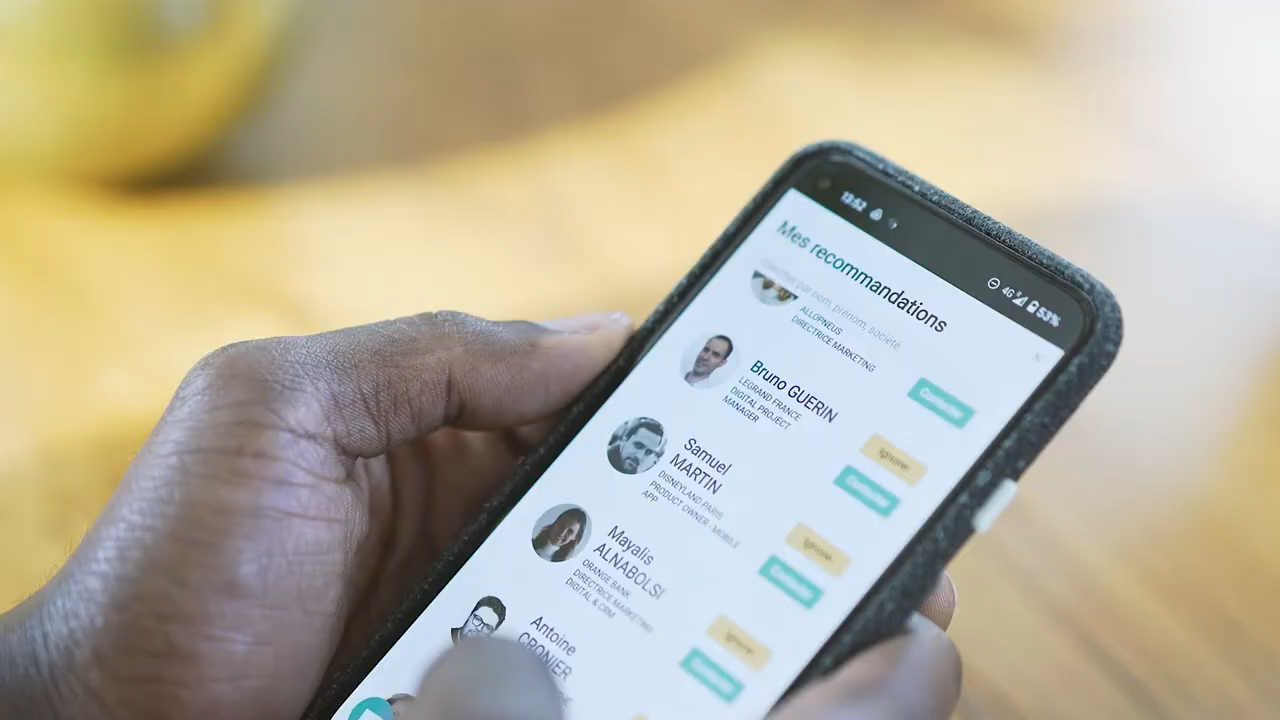 13:52
4G 53%
Mes recommandations
par nom, prénom, société
ALLOPNEUS
DIRECTRICE MARKETING
Bruno GUERIN
LEGRAND FRANCE
DIGITAL PROJECT
MANAGER
Ignorer
Samuel
MARTIN
DISNEYLAND PARIS
PRODUCT OWNER - MOBILE
APP
Ignorer
Mayalis
ALNABOLSI
ORANGE BANK
DIRECTRICE MARKETING
DIGITAL & CRM
Ignorer
Antoine
CRONIER